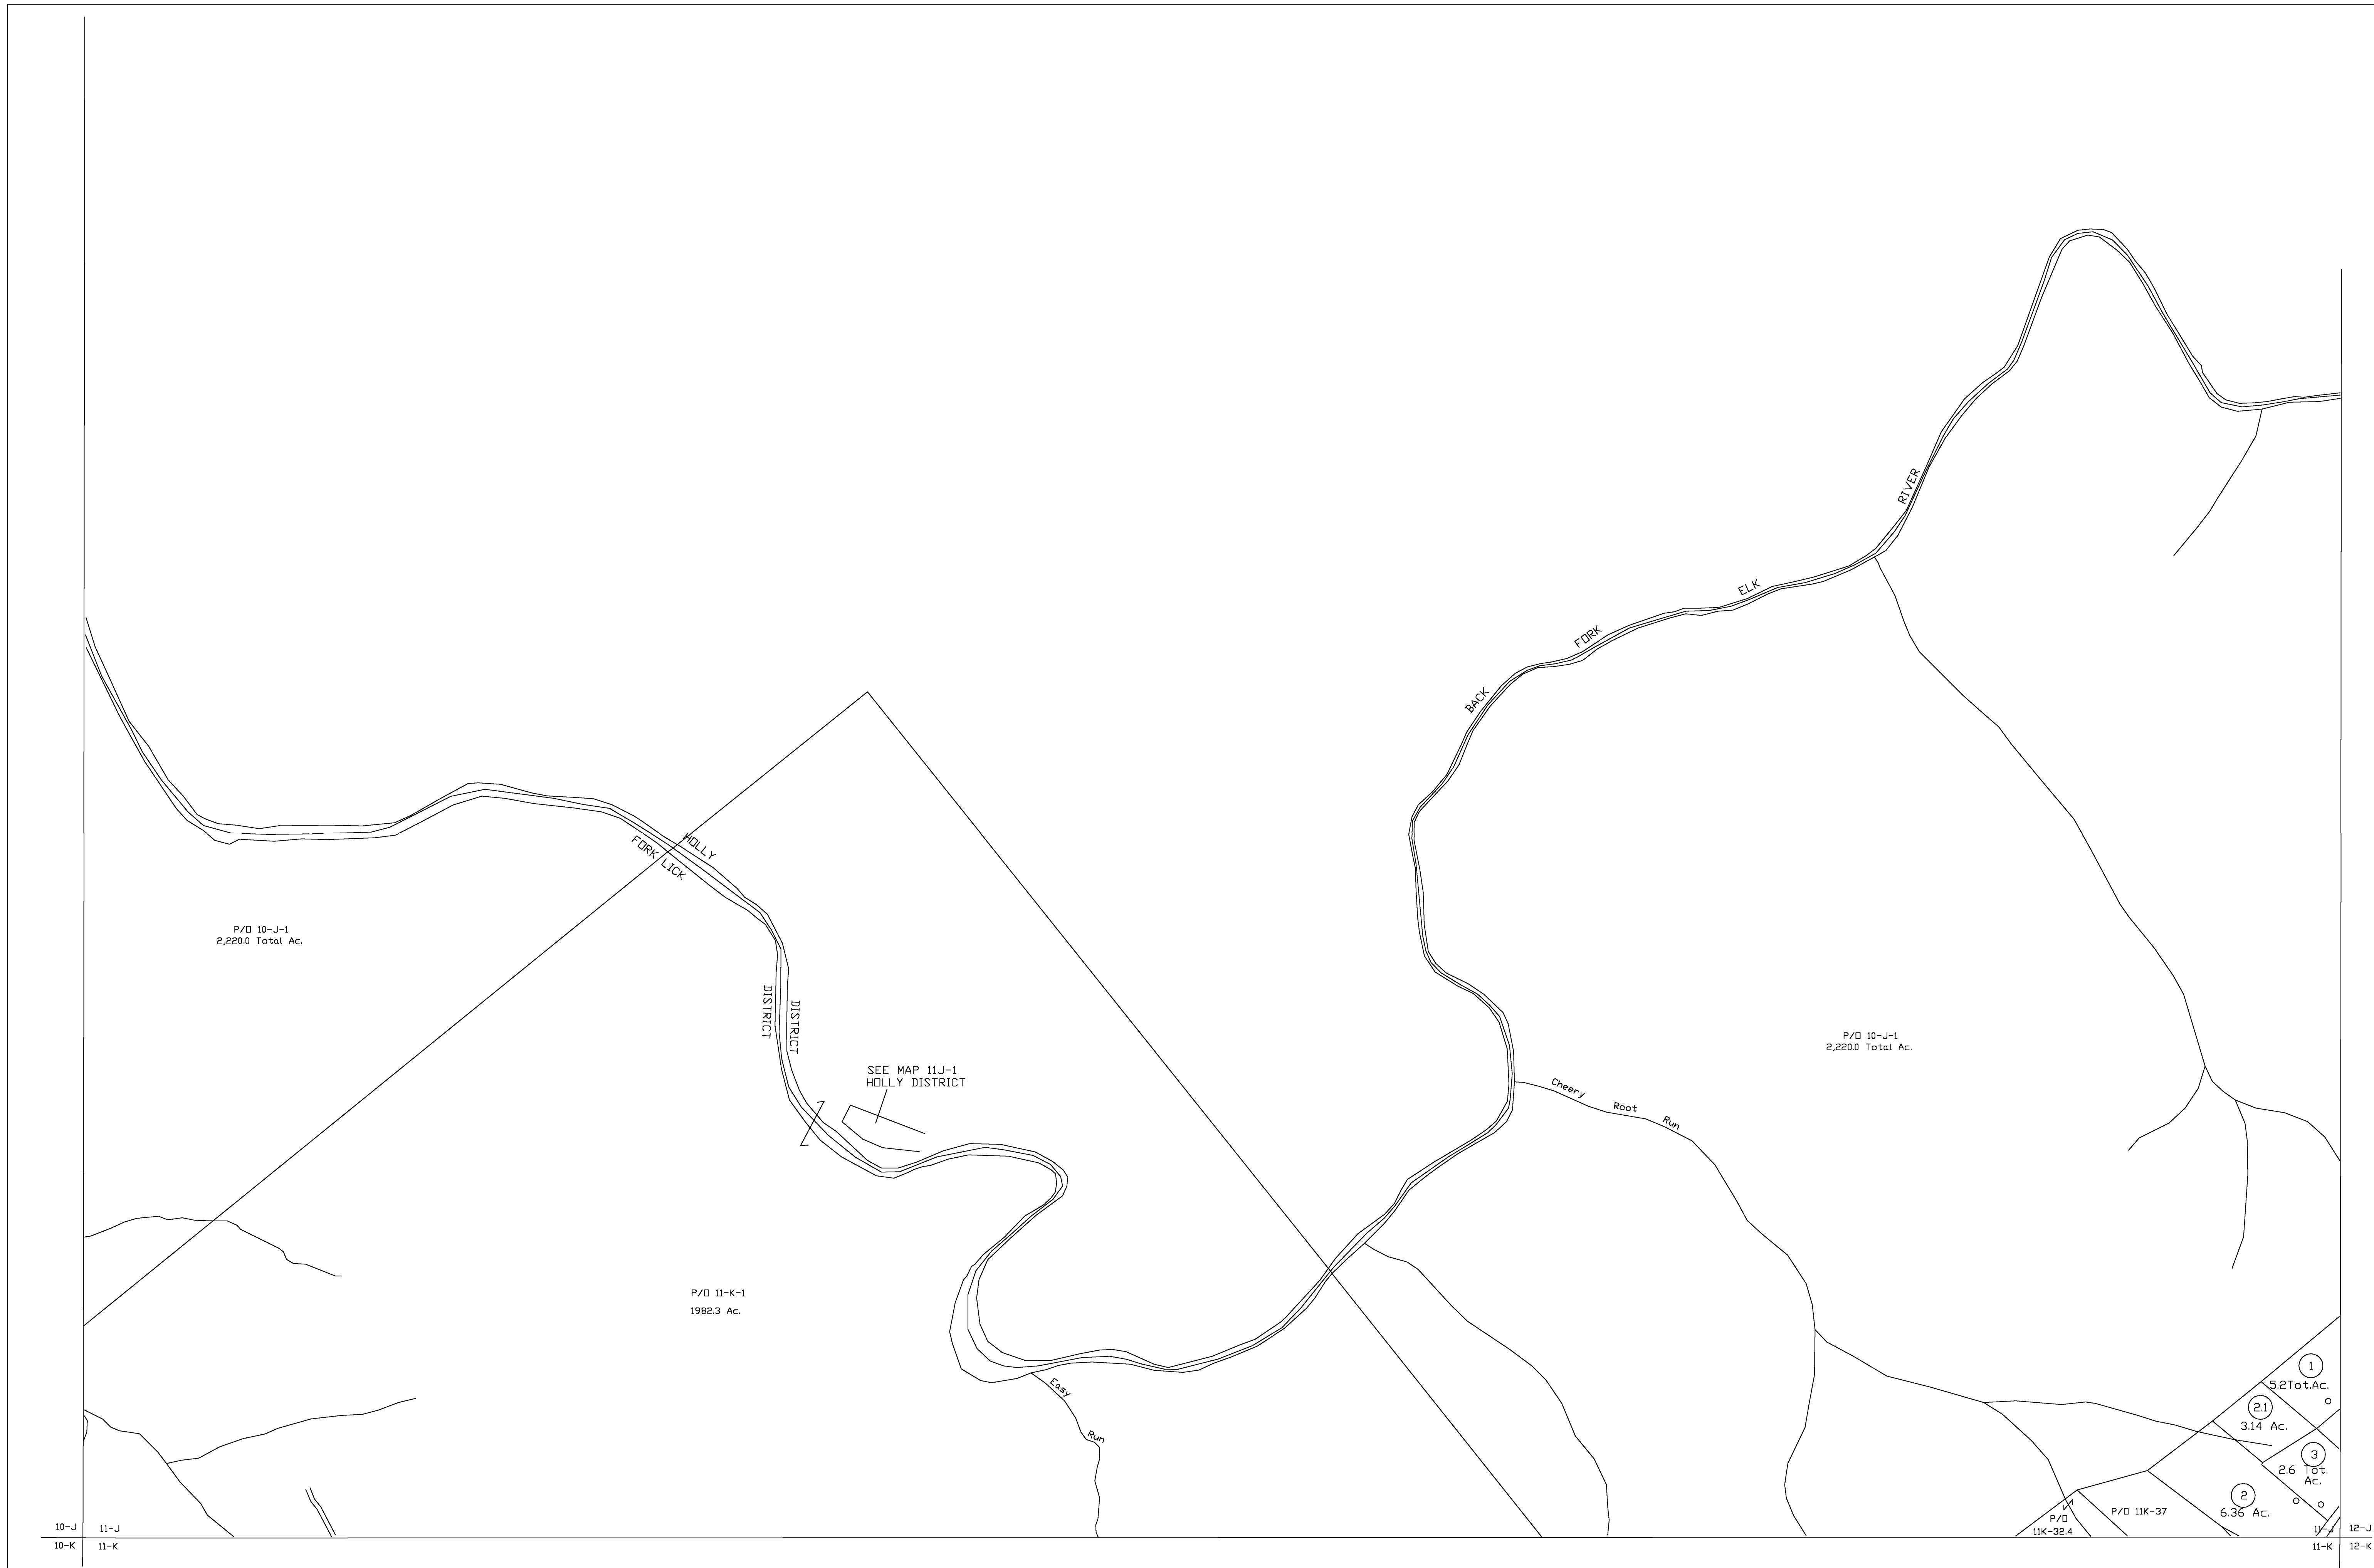 RIVER
ELK
FORK
BACK
HOLLY
FORK LICK
P/O 10-J-1
2,220.0 Total Ac.
DISTRICT
DISTRICT
SEE MAP 11J-1
HOLLY DISTRICT
P/O 10-J-1
2,220.0 Total Ac.
Cheery Root Run
P/O 11-K-1
1982.3 Ac.
Easy
Run
1
5.2Tot.Ac.
2.1
3.14 Ac.
3
2.6 Tot.
Ac.
2
6.36 Ac.
P/O 11K-37
P/O
11K-32.4
10-J
11-J
10-K
11-K
11-J
12-J
11-K
12-K